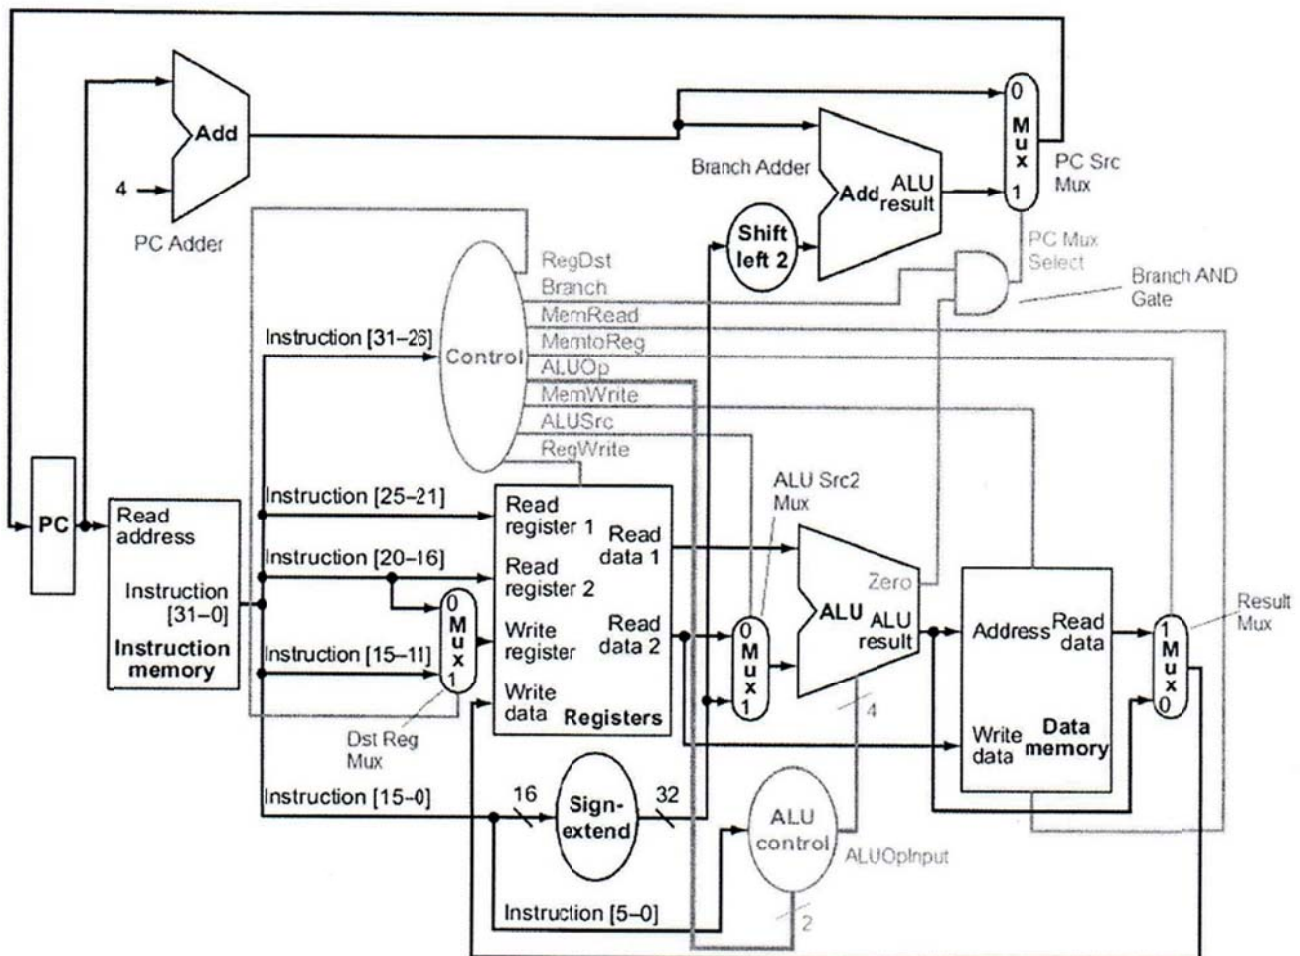 0
Mux
1
PC Src
Mux
Add
4
PC Adder
Branch Adder
Add
ALU
result
Shift
left 2
PC Mux
Select
Branch AND
Gate
RegDst
Branch
MemRead
MemtoReg
ALUOp
MemWrite
ALUSrc
RegWrite
Control
Instruction [31–26]
PC
Read
address
Instruction
[31–0]
Instruction
memory
Instruction [25–21]
Instruction [20–16]
Instruction [15–11]
0
Mux
1
Dst Reg
Mux
Read
register 1
Read
register 2
Write
register
Write
data
Read
data 1
Read
data 2
Registers
ALU Src2
Mux
0
Mux
1
Zero
ALU
ALU
result
4
Address
Read
data
Write
data
Data
memory
1
Mux
0
Result
Mux
Instruction [15–0]
16
Sign-
extend
32
ALU
control
ALUOpInput
Instruction [5–0]
2